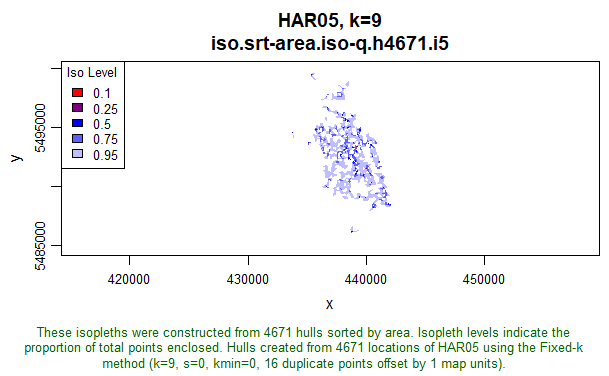 HAR05, k=9
iso.srt-area.iso-q.h4671.i5
Iso Level
0.1
0.25
0.5
0.75
0.95
y
5495000
5485000
420000
430000
440000
450000
x
These isopleths were constructed from 4671 hulls sorted by area. Isopleth levels indicate the
proportion of total points enclosed. Hulls created from 4671 locations of HAR05 using the Fixed-k
method (k=9, s=0, kmin=0, 16 duplicate points offset by 1 map units).